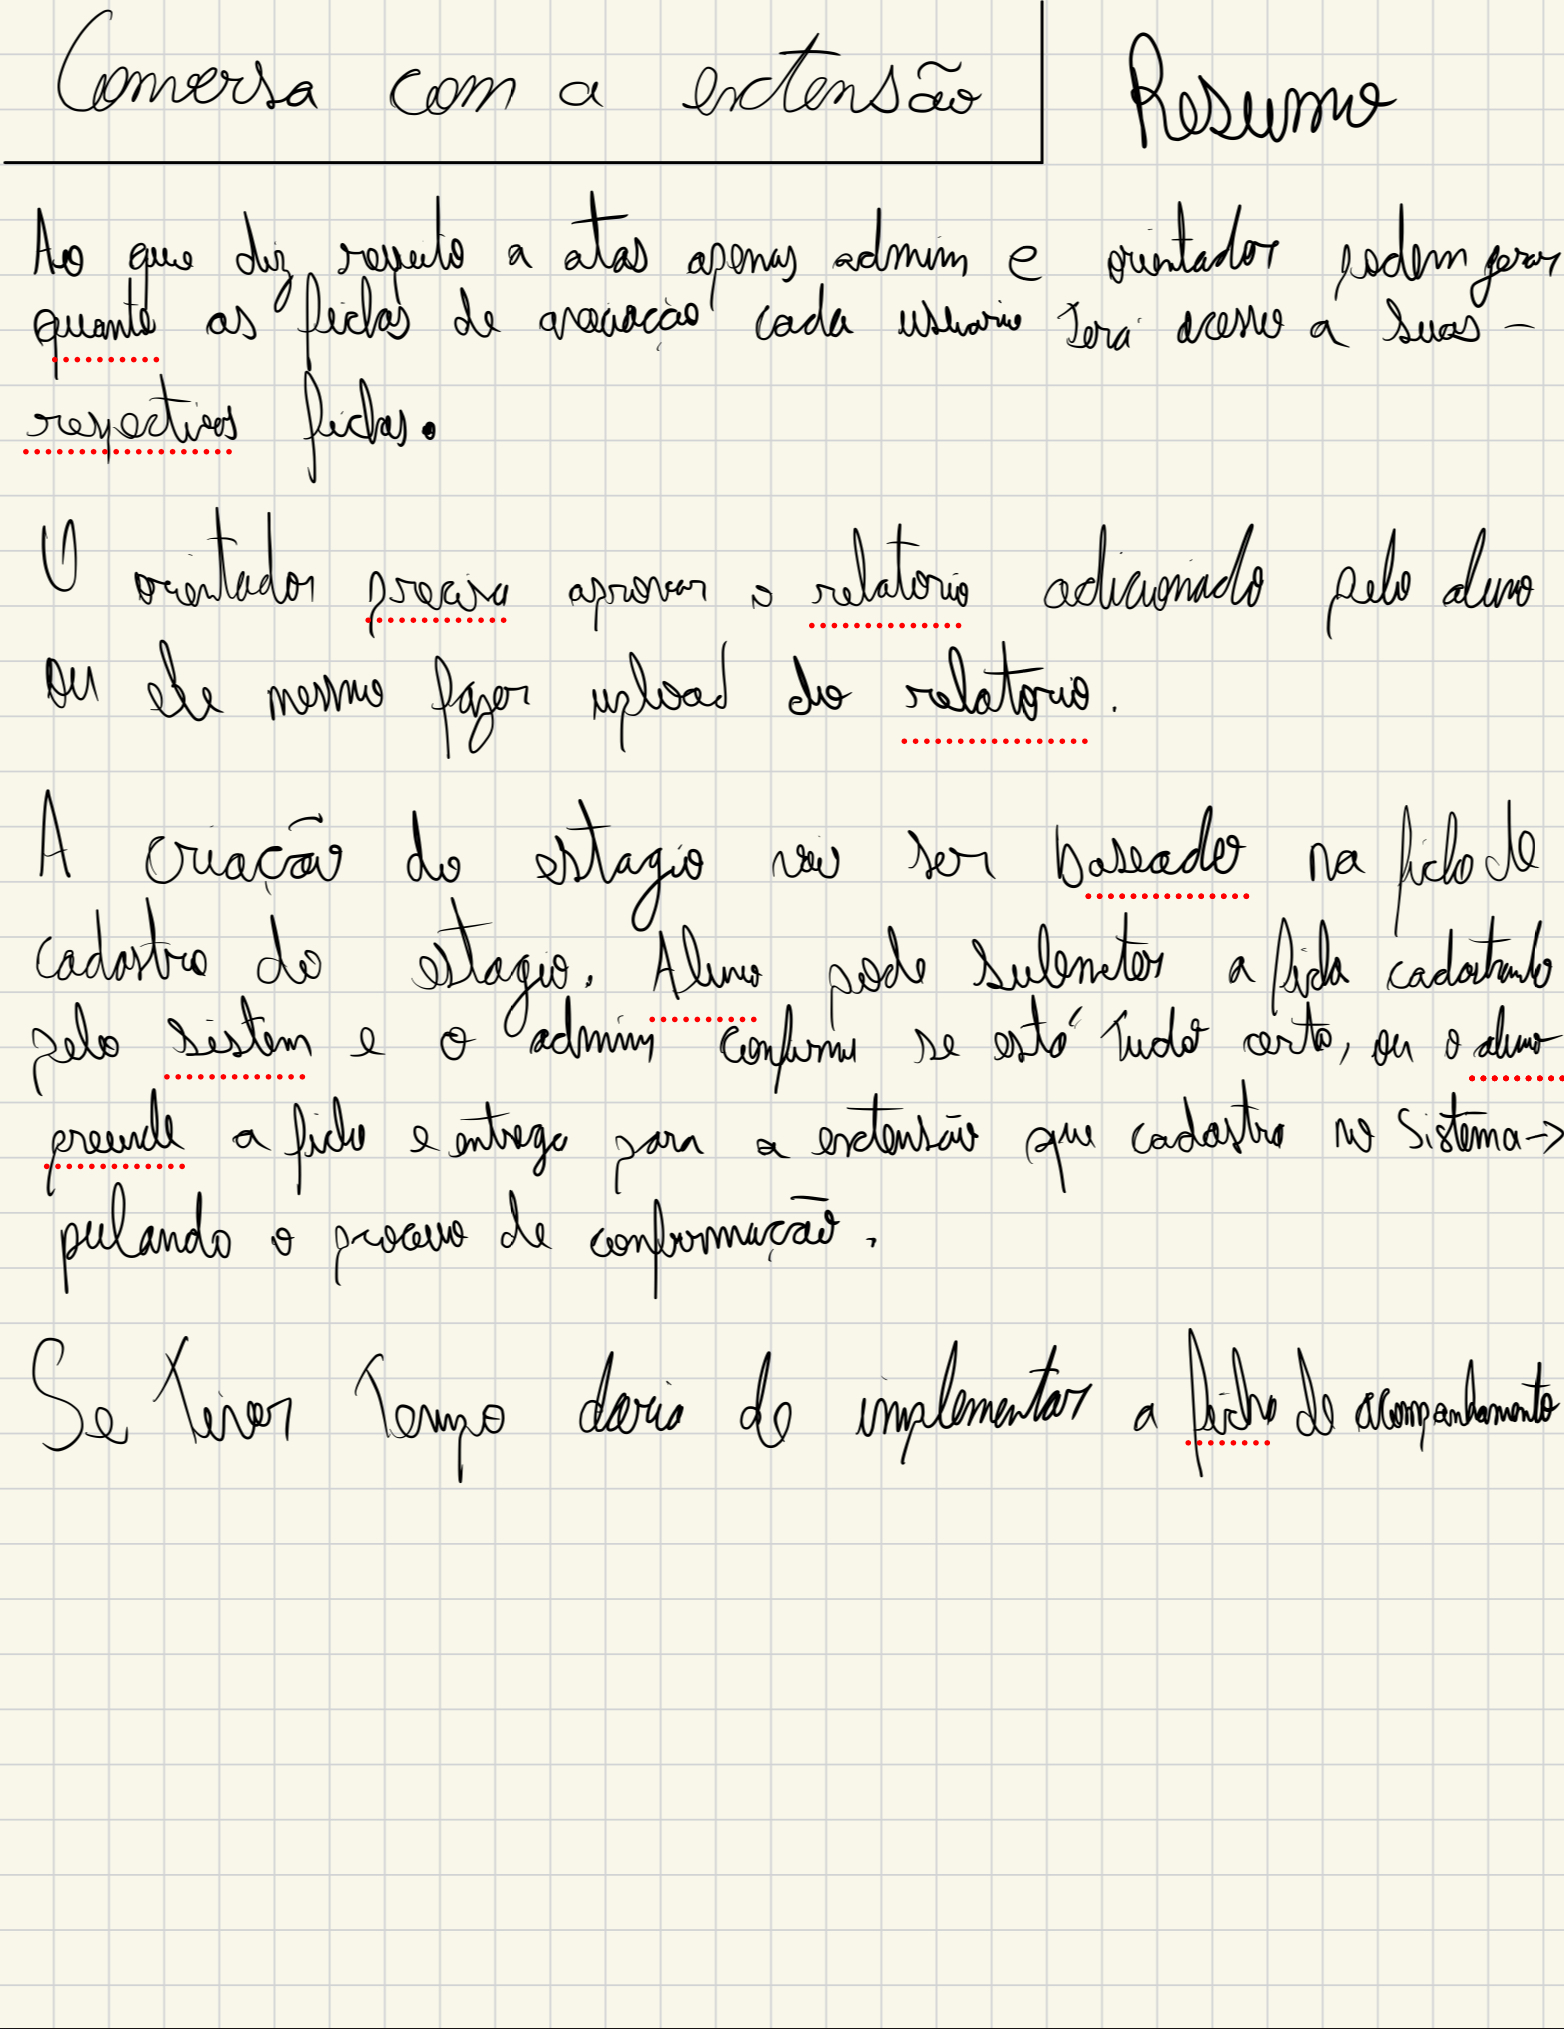 Conversa com a extensão
Resumo
Ao que diz respeito a atas apenas admim e orientador podem gerar
quanto as fichas de avaliação cada usuario terá acesso a suas -
respectivas fichas.
O orientador precisa aprovar o relatorio adicionado pelo aluno
ou ele mesmo fazer upload do relatorio.
A criação do estagio vai ser baseado na ficha de
cadastro do estagio. Aluno pode submeter a ficha cadastrando
pelo sistem e o admim confirma se está tudo certo, ou o aluno
preenche a ficha e entrega para a extensão que cadastra no sistema ->
pulando o processo de confirmação.
Se tiver tempo daria de implementar a ficha de acompanhamento